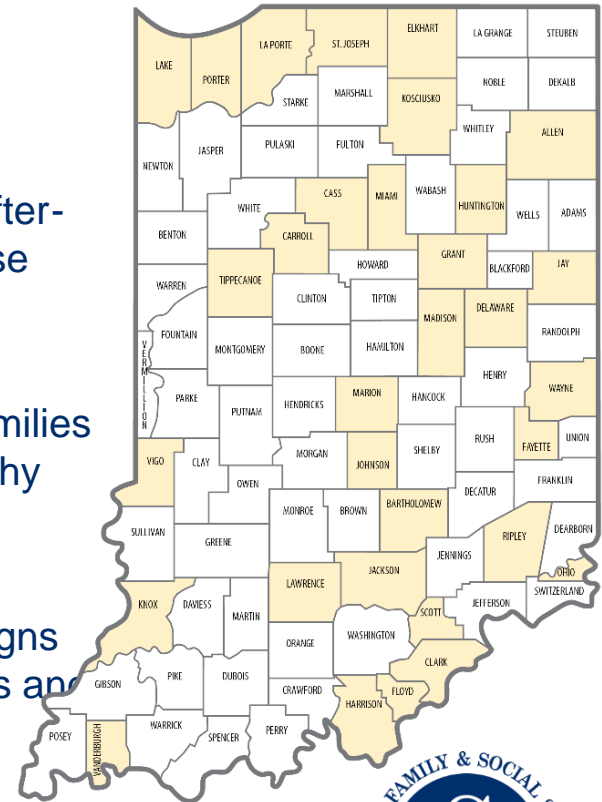 fter-
se
milies
hy
gns
s and
LAKE
PORTER
LA PORTE
ST. JOSEPH
ELKHART
LA GRANGE
STEUBEN
STARKE
MARSHALL
KOSCIUSKO
NOBLE
DEKALB
NEWTON
JASPER
PULASKI
FULTON
WHITLEY
ALLEN
WHITE
CASS
MIAMI
WABASH
HUNTINGTON
WELLS
ADAMS
BENTON
CARROLL
HOWARD
GRANT
BLACKFORD
JAY
WARREN
TIPPECANOE
CLINTON
TIPTON
MADISON
DELAWARE
RANDOLPH
FOUNTAIN
VERMILLION
MONTGOMERY
BOONE
HAMILTON
HENRY
WAYNE
PARKE
PUTNAM
HENDRICKS
MARION
HANCOCK
RUSH
FAYETTE
UNION
VIGO
CLAY
OWEN
MORGAN
JOHNSON
SHELBY
DECATUR
FRANKLIN
SULLIVAN
GREENE
MONROE
BROWN
BARTHOLOMEW
JENNINGS
RIPLEY
DEARBORN
OHIO
SWITZERLAND
KNOX
DAVIESS
MARTIN
LAWRENCE
JACKSON
SCOTT
JEFFERSON
ORANGE
WASHINGTON
CLARK
GIBSON
PIKE
DUBOIS
CRAWFORD
HARRISON
FLOYD
POSEY
VANDERBURGH
WARRICK
SPENCER
PERRY
FAMILY & SOCIAL